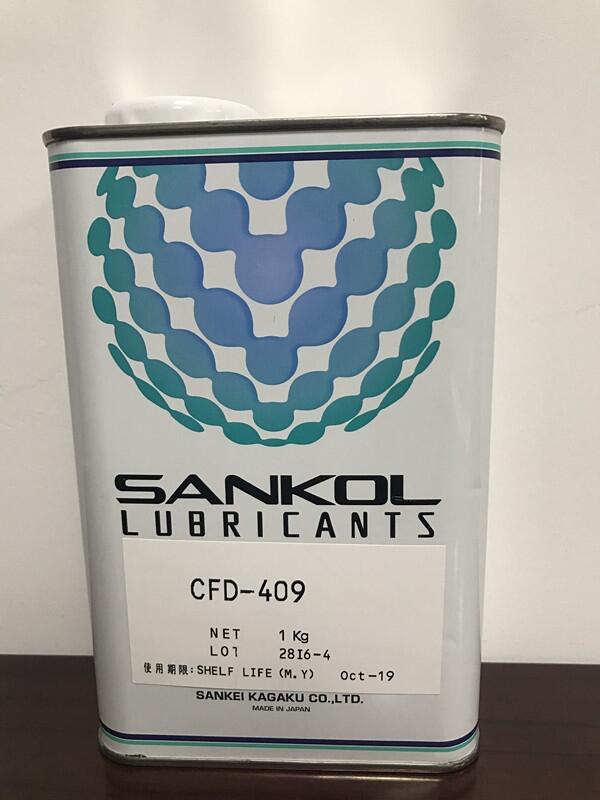 SANKOL
LUBRICANTS
CFD-409
NET 1 Kg
LOT 28I6-4
使用期限:SHELF LIFE(M.Y) Oct-19
SANKEI KAGAKU CO.,LTD.
MADE IN JAPAN